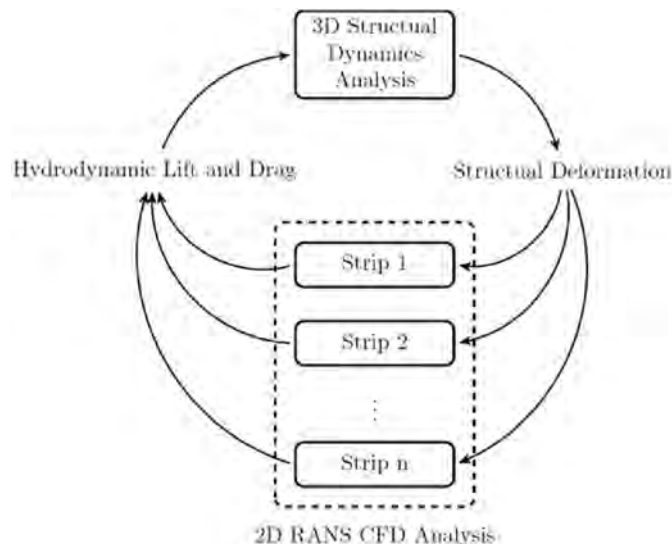 3D Structual
Dynamics
Analysis
Hydrodynamic Lift and Drag
Structual Deformation
Strip 1
Strip 2
⋮
Strip n
2D RANS CFD Analysis